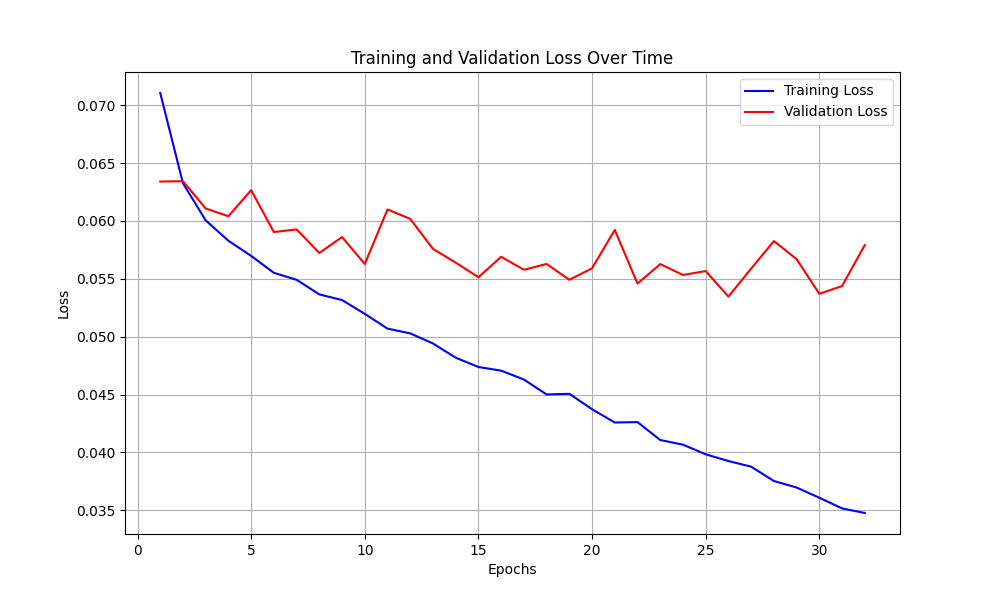 Training and Validation Loss Over Time
Training Loss
Validation Loss
0.070
0.065
0.060
0.055
0.050
0.045
0.040
0.035
Loss
0 5 10 15 20 25 30
Epochs